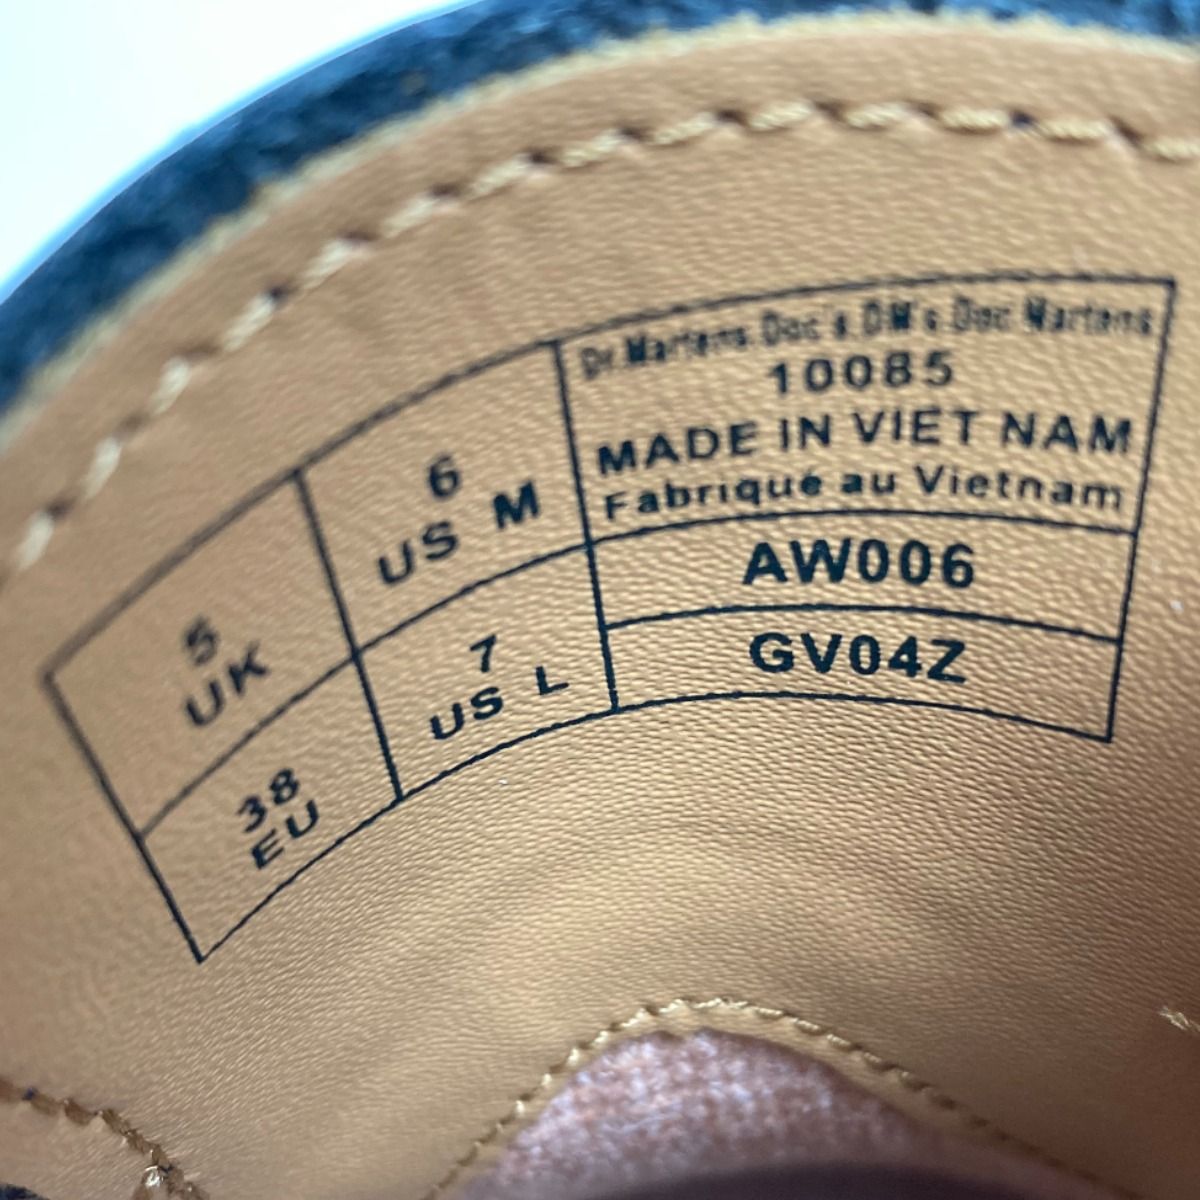 5
UK
38
EU
6
US M
7
US L
Dr.Martens.Doc's.DM's.Doc Martens
10085
MADE IN VIET NAM
Fabriqué au Vietnam
AW006
GV04Z